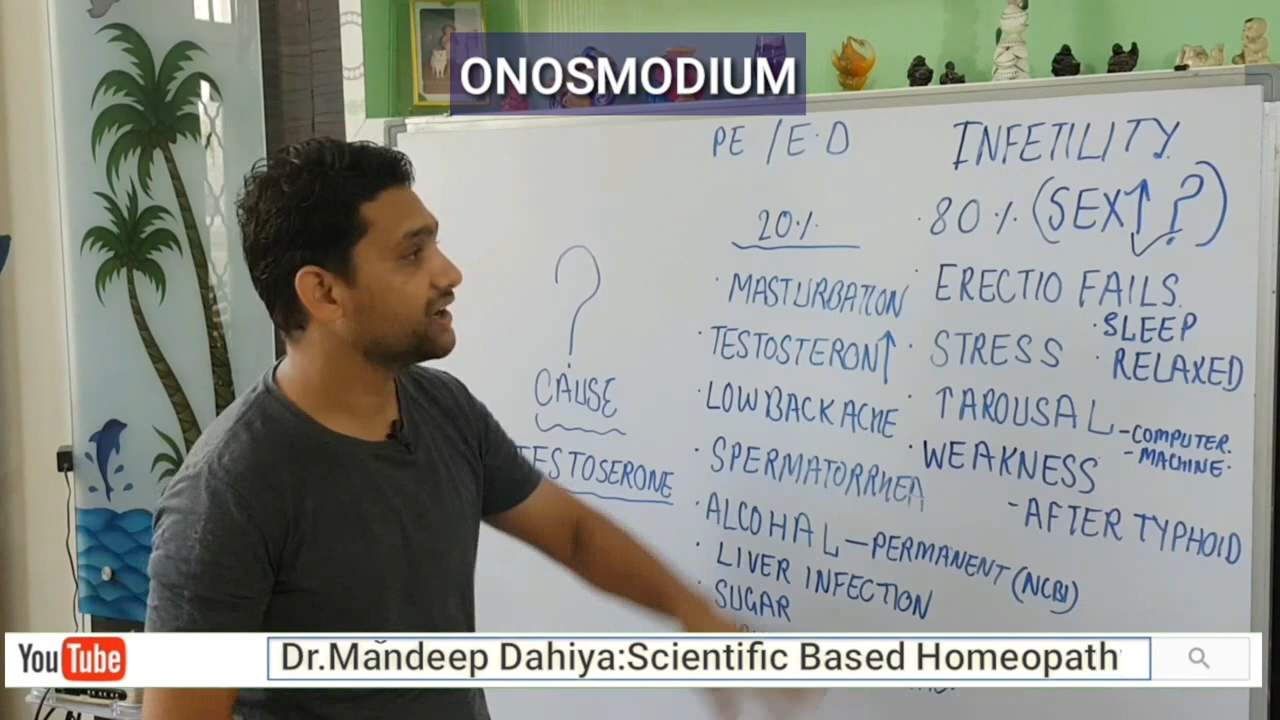 ONOSMODIUM
PE / E.D
20%
MASTURBATION
TESTOSTERON↑
LOW BACK ACHE
SPERMATORRHEA
ALCOHAL – PERMANENT (NCBI)
LIVER INFECTION
SUGAR
INFETILITY
80% (SEX↑ ?)
ERECTIO FAILS.
SLEEP
STRESS
RELAXED
↑AROUSAL
- COMPUTER.
- MACHINE.
WEAKNESS
- AFTER TYPHOID
?
CAUSE
TESTOSERONE
YouTube
Dr.Mandeep Dahiya:Scientific Based Homeopath